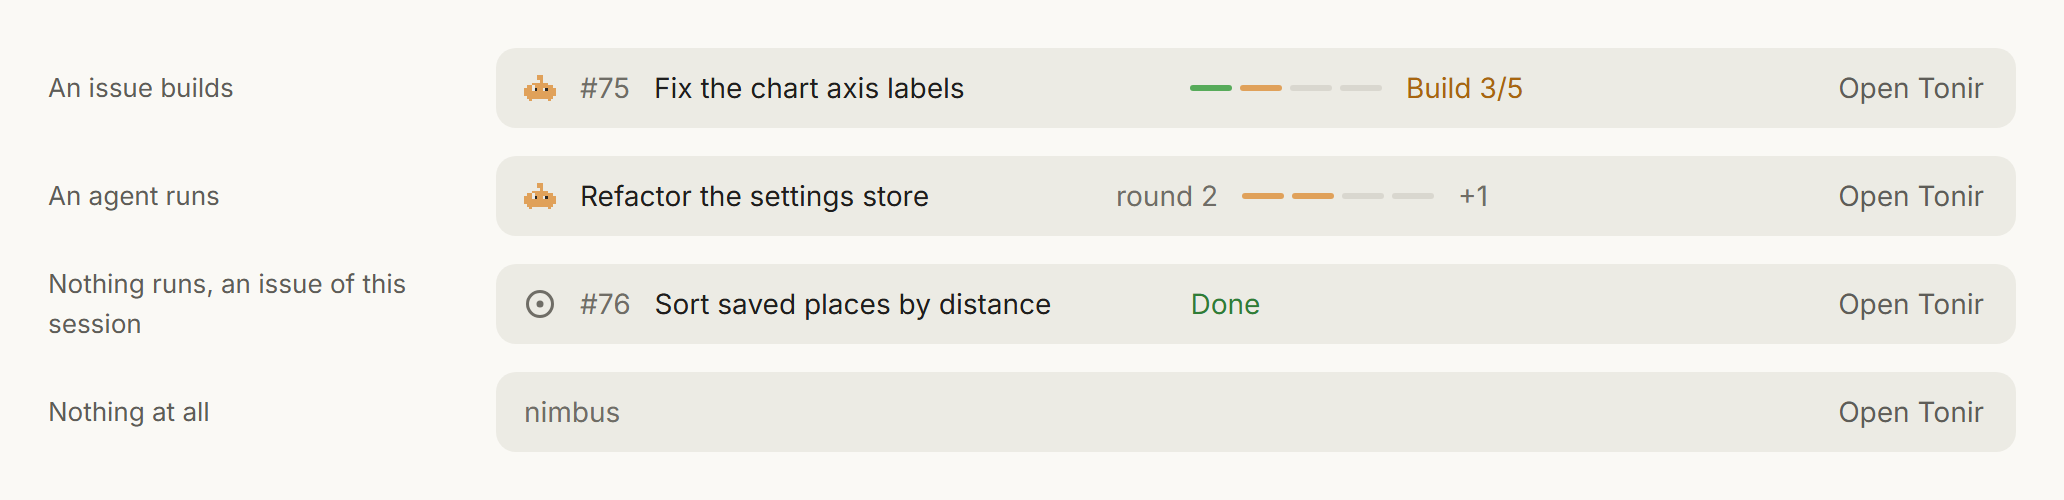 An issue builds
#75 Fix the chart axis labels Build 3/5 Open Tonir
An agent runs
Refactor the settings store round 2 +1 Open Tonir
Nothing runs, an issue of this
session
#76 Sort saved places by distance Done Open Tonir
Nothing at all
nimbus Open Tonir